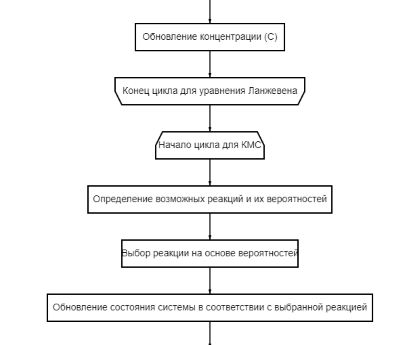 Обновление концентрации (С)
Конец цикла для уравнения Ланжевена
Начало цикла для КМС
Определение возможных реакций и их вероятностей
Выбор реакции на основе вероятностей
Обновление состояния системы в соответствии с выбранной реакцией